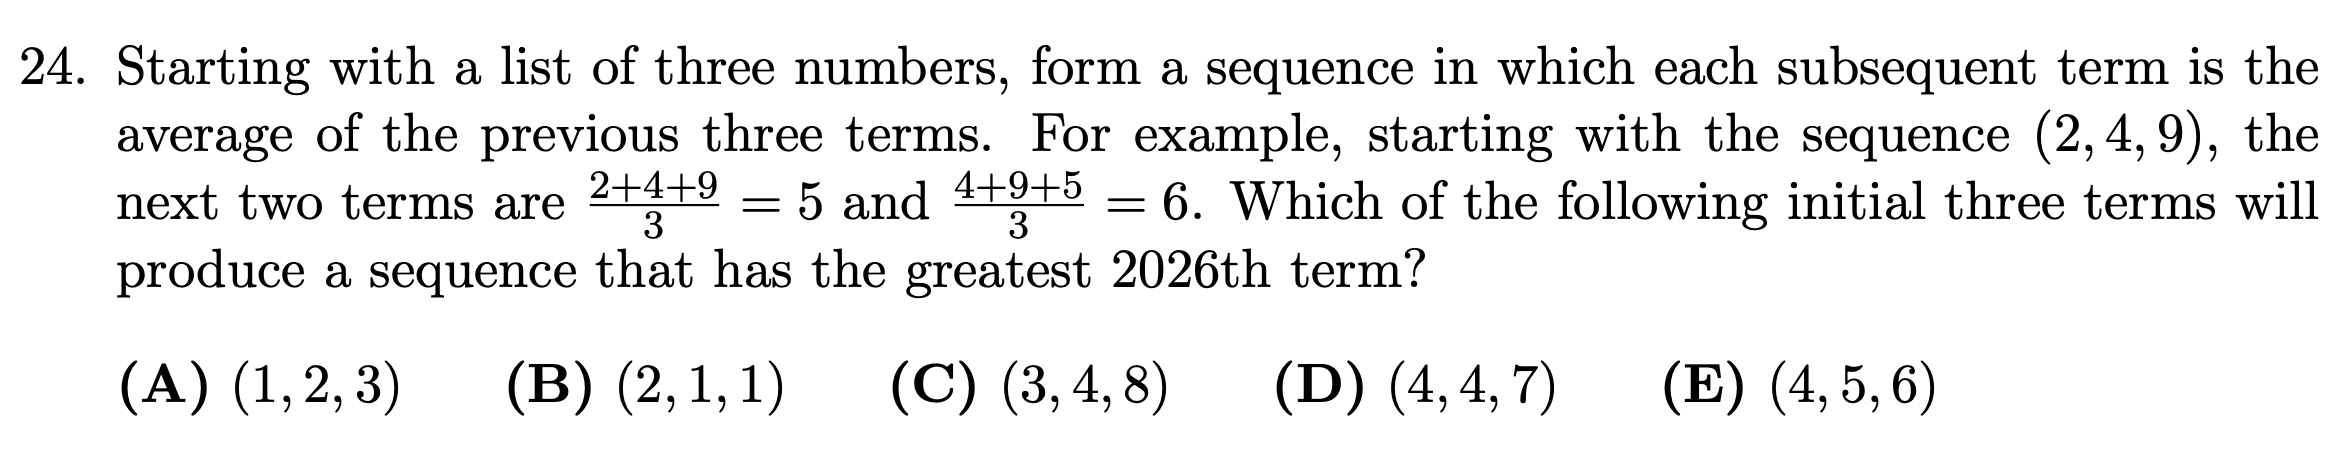 24. Starting with a list of three numbers, form a sequence in which each subsequent term is the
average of the previous three terms. For example, starting with the sequence (2, 4, 9), the
next two terms are \frac{2+4+9}{3} = 5 and \frac{4+9+5}{3} = 6. Which of the following initial three terms will
produce a sequence that has the greatest 2026th term?
(A) (1, 2, 3) (B) (2, 1, 1) (C) (3, 4, 8) (D) (4, 4, 7) (E) (4, 5, 6)